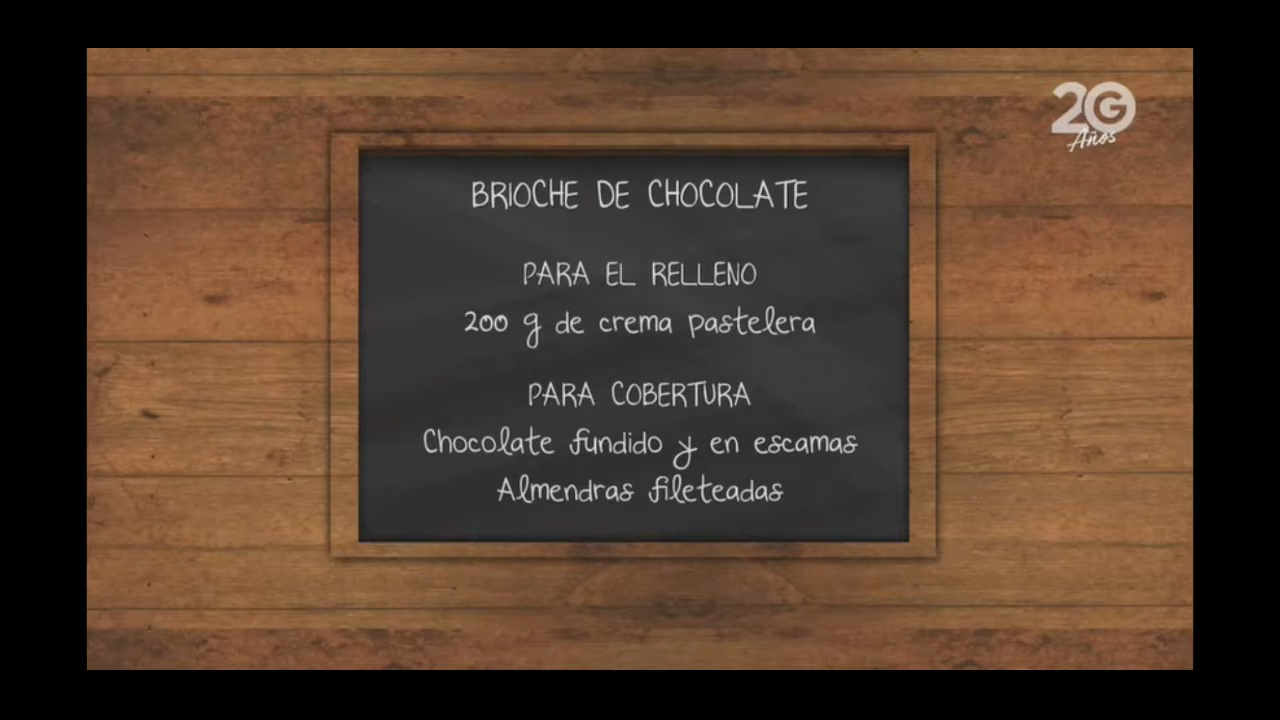 20G
Años
BRIOCHE DE CHOCOLATE
PARA EL RELLENO
200 g de crema pastelera
PARA COBERTURA
Chocolate fundido y en escamas
Almendras fileteadas